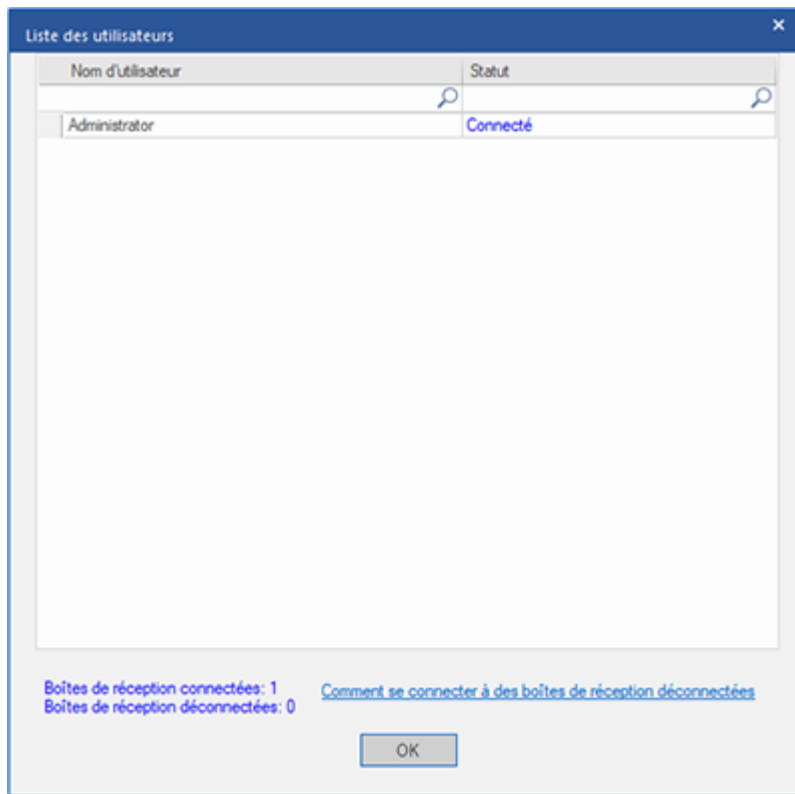 Liste des utilisateurs
Nom d'utilisateur Statut
Administrator Connecté
Boîtes de réception connectées: 1
Boîtes de réception déconnectées: 0
Comment se connecter à des boîtes de réception déconnectées
OK